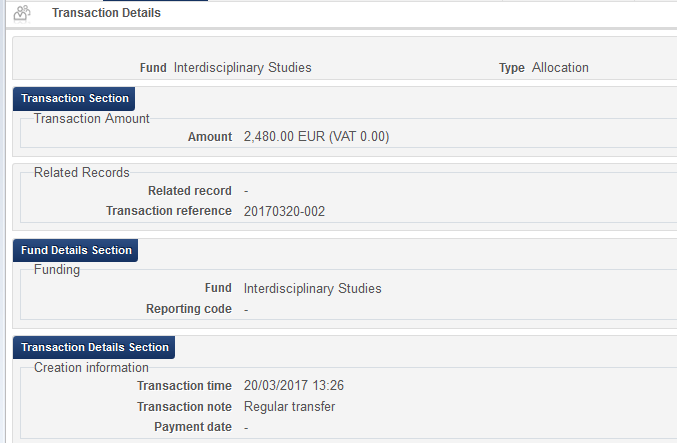 Transaction Details
Fund Interdisciplinary Studies Type Allocation
Transaction Section
Transaction Amount
Amount 2,480.00 EUR (VAT 0.00)
Related Records
Related record -
Transaction reference 20170320-002
Fund Details Section
Funding
Fund Interdisciplinary Studies
Reporting code -
Transaction Details Section
Creation information
Transaction time 20/03/2017 13:26
Transaction note Regular transfer
Payment date -